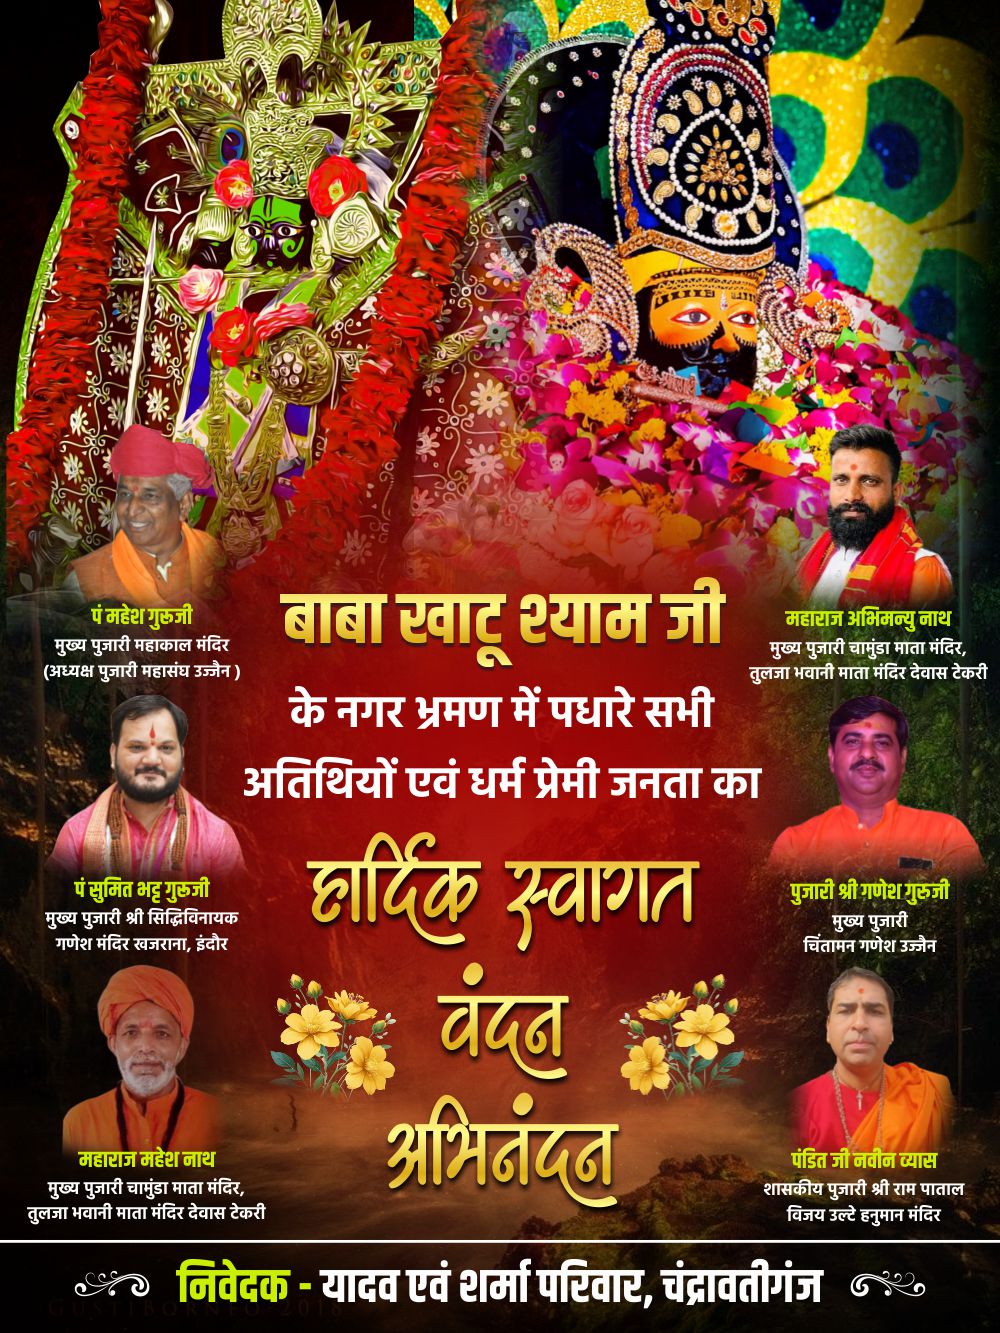 पं महेश गुरूजी
मुख्य पुजारी महाकाल मंदिर
(अध्यक्ष पुजारी महासंघ उज्जैन )
महाराज अभिमन्यु नाथ
मुख्य पुजारी चामुंडा माता मंदिर,
तुलजा भवानी माता मंदिर देवास टेकरी
बाबा खाटू श्याम जी
के नगर भ्रमण में पधारे सभी
अतिथियों एवं धर्म प्रेमी जनता का
हार्दिक स्वागत
वंदन
अभिनंदन
पं सुमित भट्ट गुरूजी
मुख्य पुजारी श्री सिद्धिविनायक
गणेश मंदिर खजराना, इंदौर
पुजारी श्री गणेश गुरुजी
मुख्य पुजारी
चिंतामन गणेश उज्जैन
महाराज महेश नाथ
मुख्य पुजारी चामुंडा माता मंदिर,
तुलजा भवानी माता मंदिर देवास टेकरी
पंडित जी नवीन व्यास
शासकीय पुजारी श्री राम पाताल
विजय उल्टे हनुमान मंदिर
निवेदक - यादव एवं शर्मा परिवार, चंद्रावतीगंज